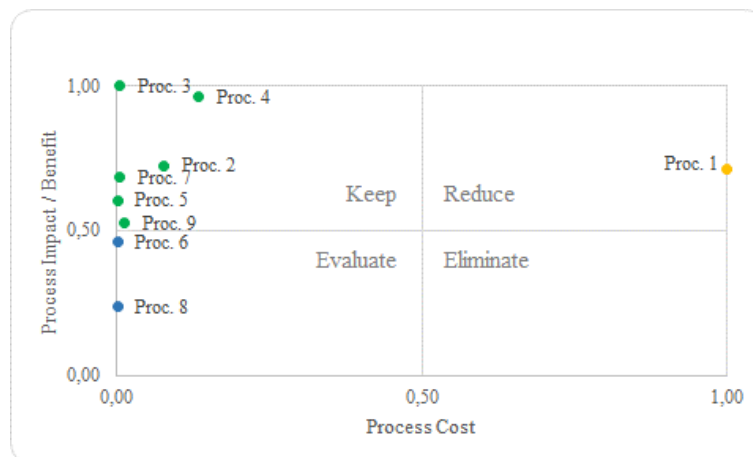 1,00
Proc. 3
Proc. 4
Proc. 2
Proc. 1
Proc. 7
Keep
Reduce
Proc. 5
Proc. 9
0,50
Proc. 6
Evaluate
Eliminate
Proc. 8
0,00
Process Impact / Benefit
0,00
0,50
1,00
Process Cost